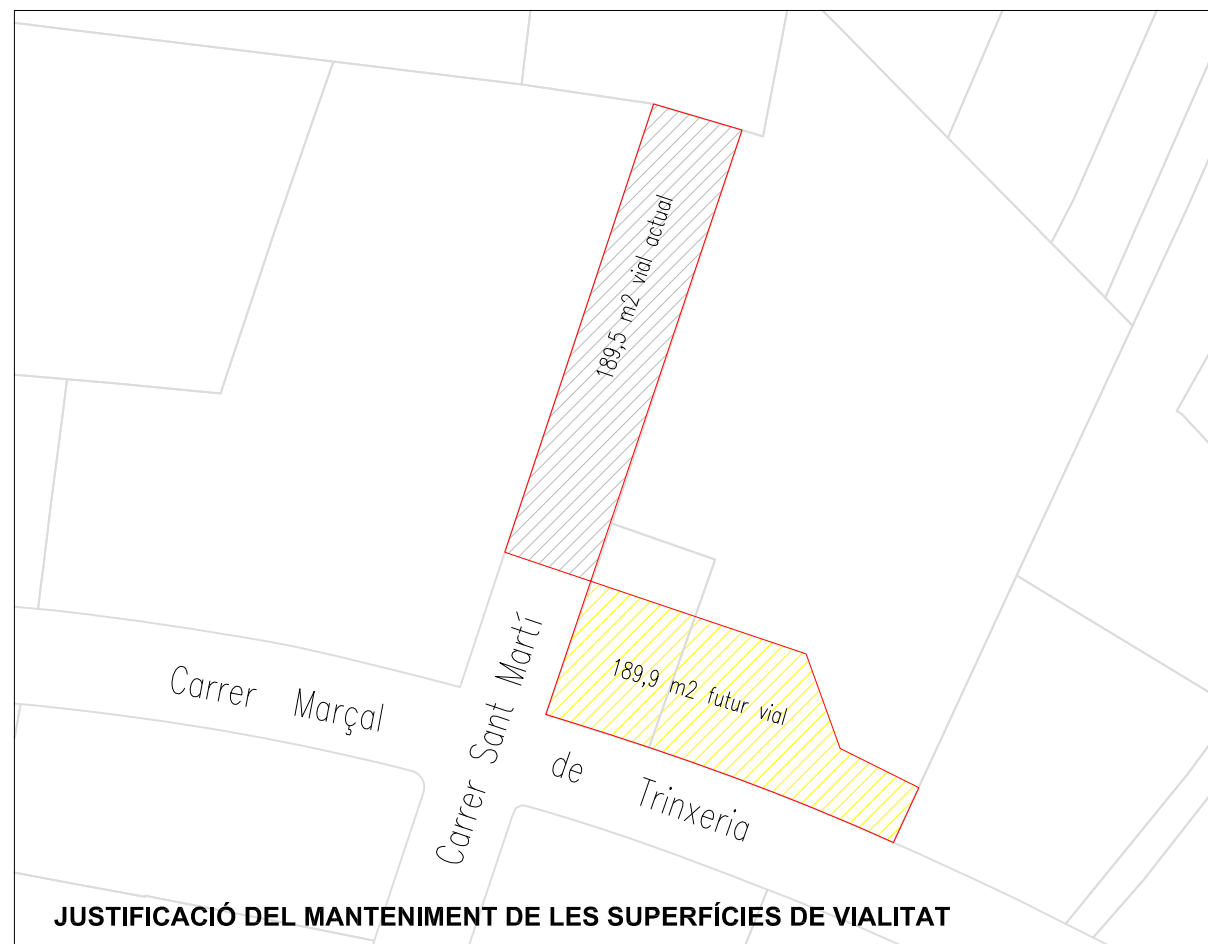 189,5 m2 vial actual
189,9 m2 futur vial
Carrer Marçal
de Trinxeria
Carrer Sant Martí
JUSTIFICACIÓ DEL MANTENIMENT DE LES SUPERFÍCIES DE VIALITAT